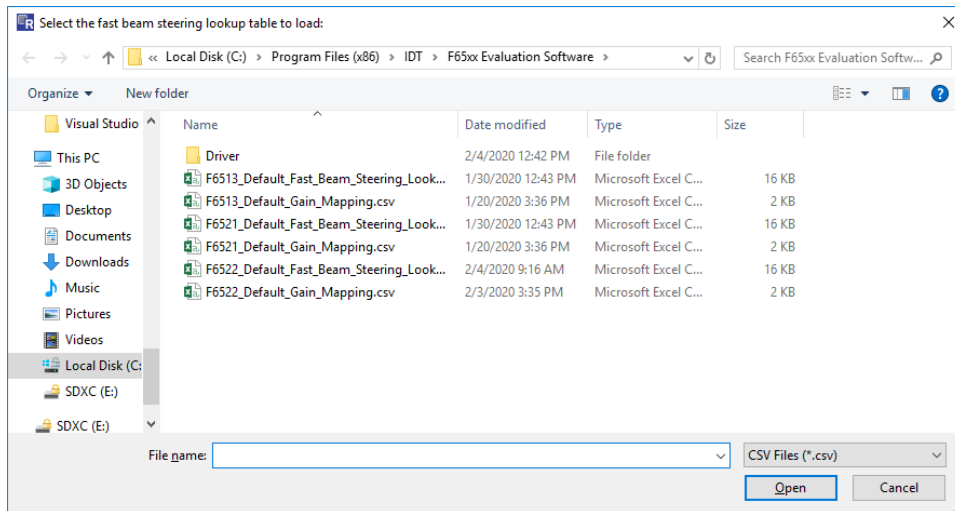 Select the fast beam steering lookup table to load:
« Local Disk (C:) > Program Files (x86) > IDT > F65xx Evaluation Software >
Search F65xx Evaluation Softw...
Organize
New folder
Name
Date modified
Type
Size
Visual Studio
This PC
3D Objects
Desktop
Documents
Downloads
Music
Pictures
Videos
Local Disk (C:
SDXC (E:)
SDXC (E:)
Driver 2/4/2020 12:42 PM File folder
F6513_Default_Fast_Beam_Steering_Look... 1/30/2020 12:43 PM Microsoft Excel C... 16 KB
F6513_Default_Gain_Mapping.csv 1/20/2020 3:36 PM Microsoft Excel C... 2 KB
F6521_Default_Fast_Beam_Steering_Look... 1/30/2020 12:43 PM Microsoft Excel C... 16 KB
F6521_Default_Gain_Mapping.csv 1/20/2020 3:36 PM Microsoft Excel C... 2 KB
F6522_Default_Fast_Beam_Steering_Look... 2/4/2020 9:16 AM Microsoft Excel C... 16 KB
F6522_Default_Gain_Mapping.csv 2/3/2020 3:35 PM Microsoft Excel C... 2 KB
File name:
CSV Files (*.csv)
Open
Cancel